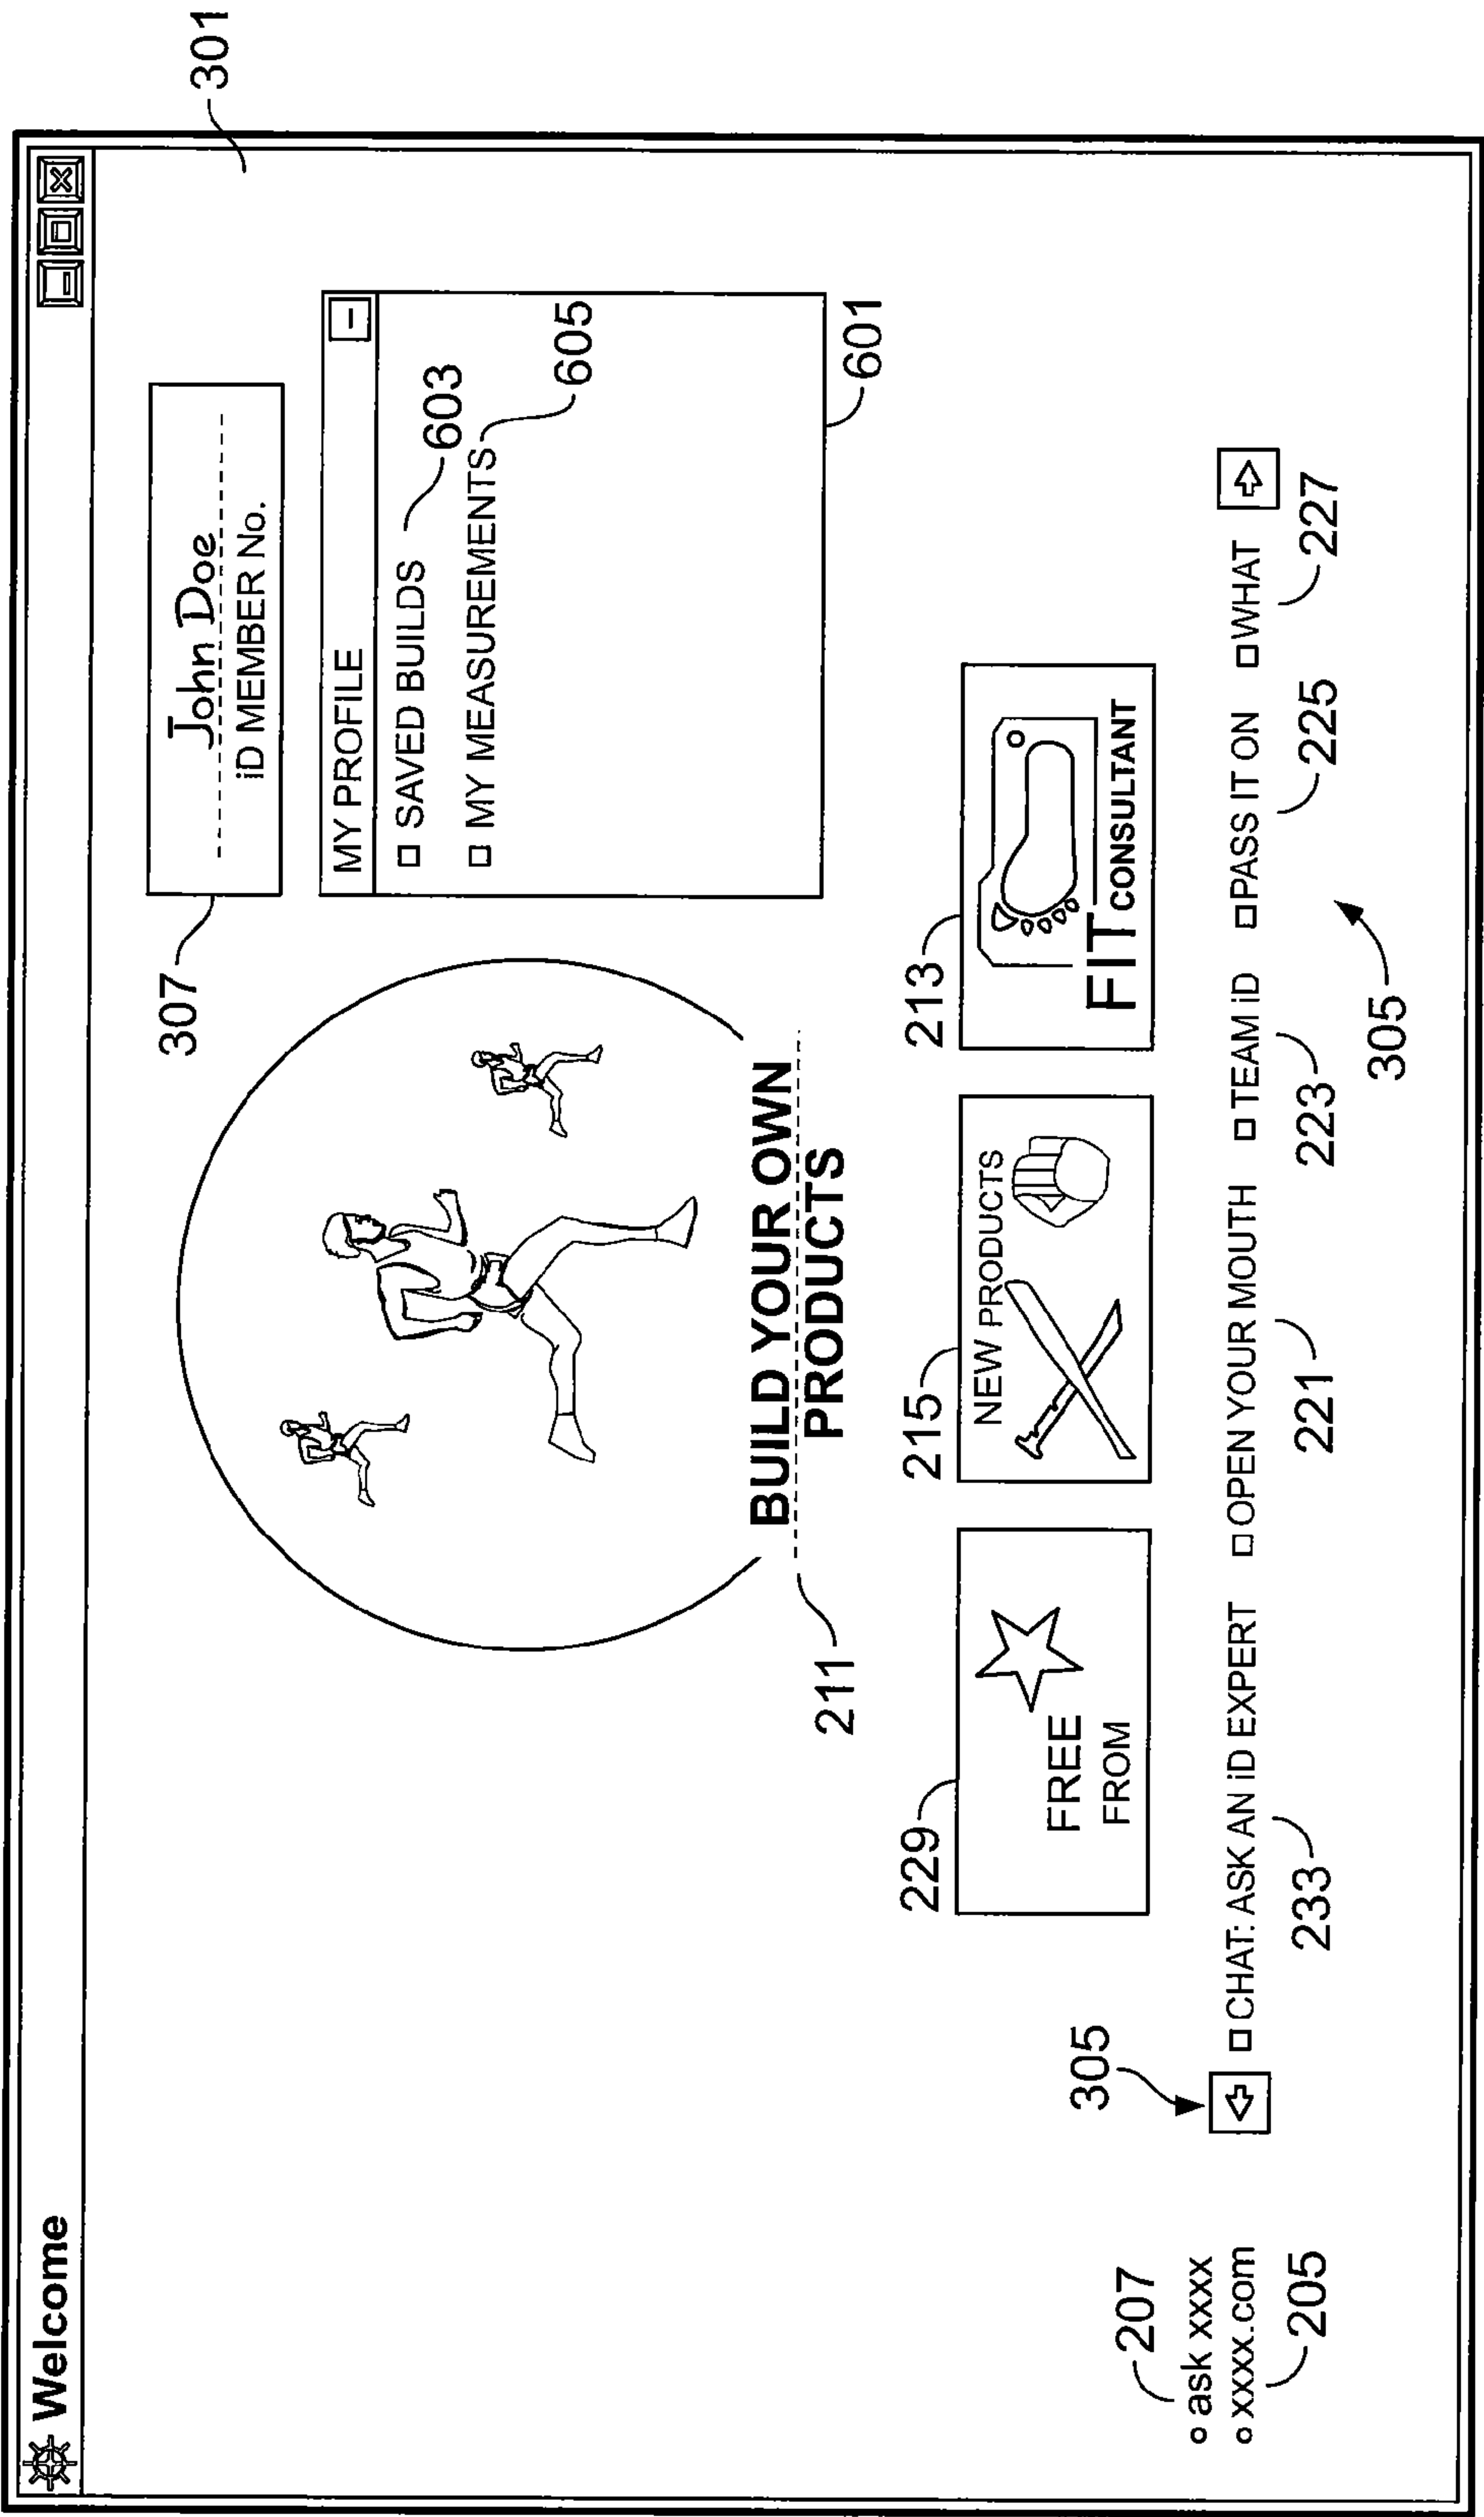 Welcome
301
307
John Doe
iD MEMBER No.
MY PROFILE
SAVED BUILDS
603
MY MEASUREMENTS
605
601
BUILD YOUR OWN
PRODUCTS
211
229
FREE
FROM
215
NEW PRODUCTS
213
FIT CONSULTANT
305
CHAT: ASK AN iD EXPERT
OPEN YOUR MOUTH
TEAM iD
PASS IT ON
WHAT
233
221
223
225
227
305
207
ask xxxx
xxxx.com
205